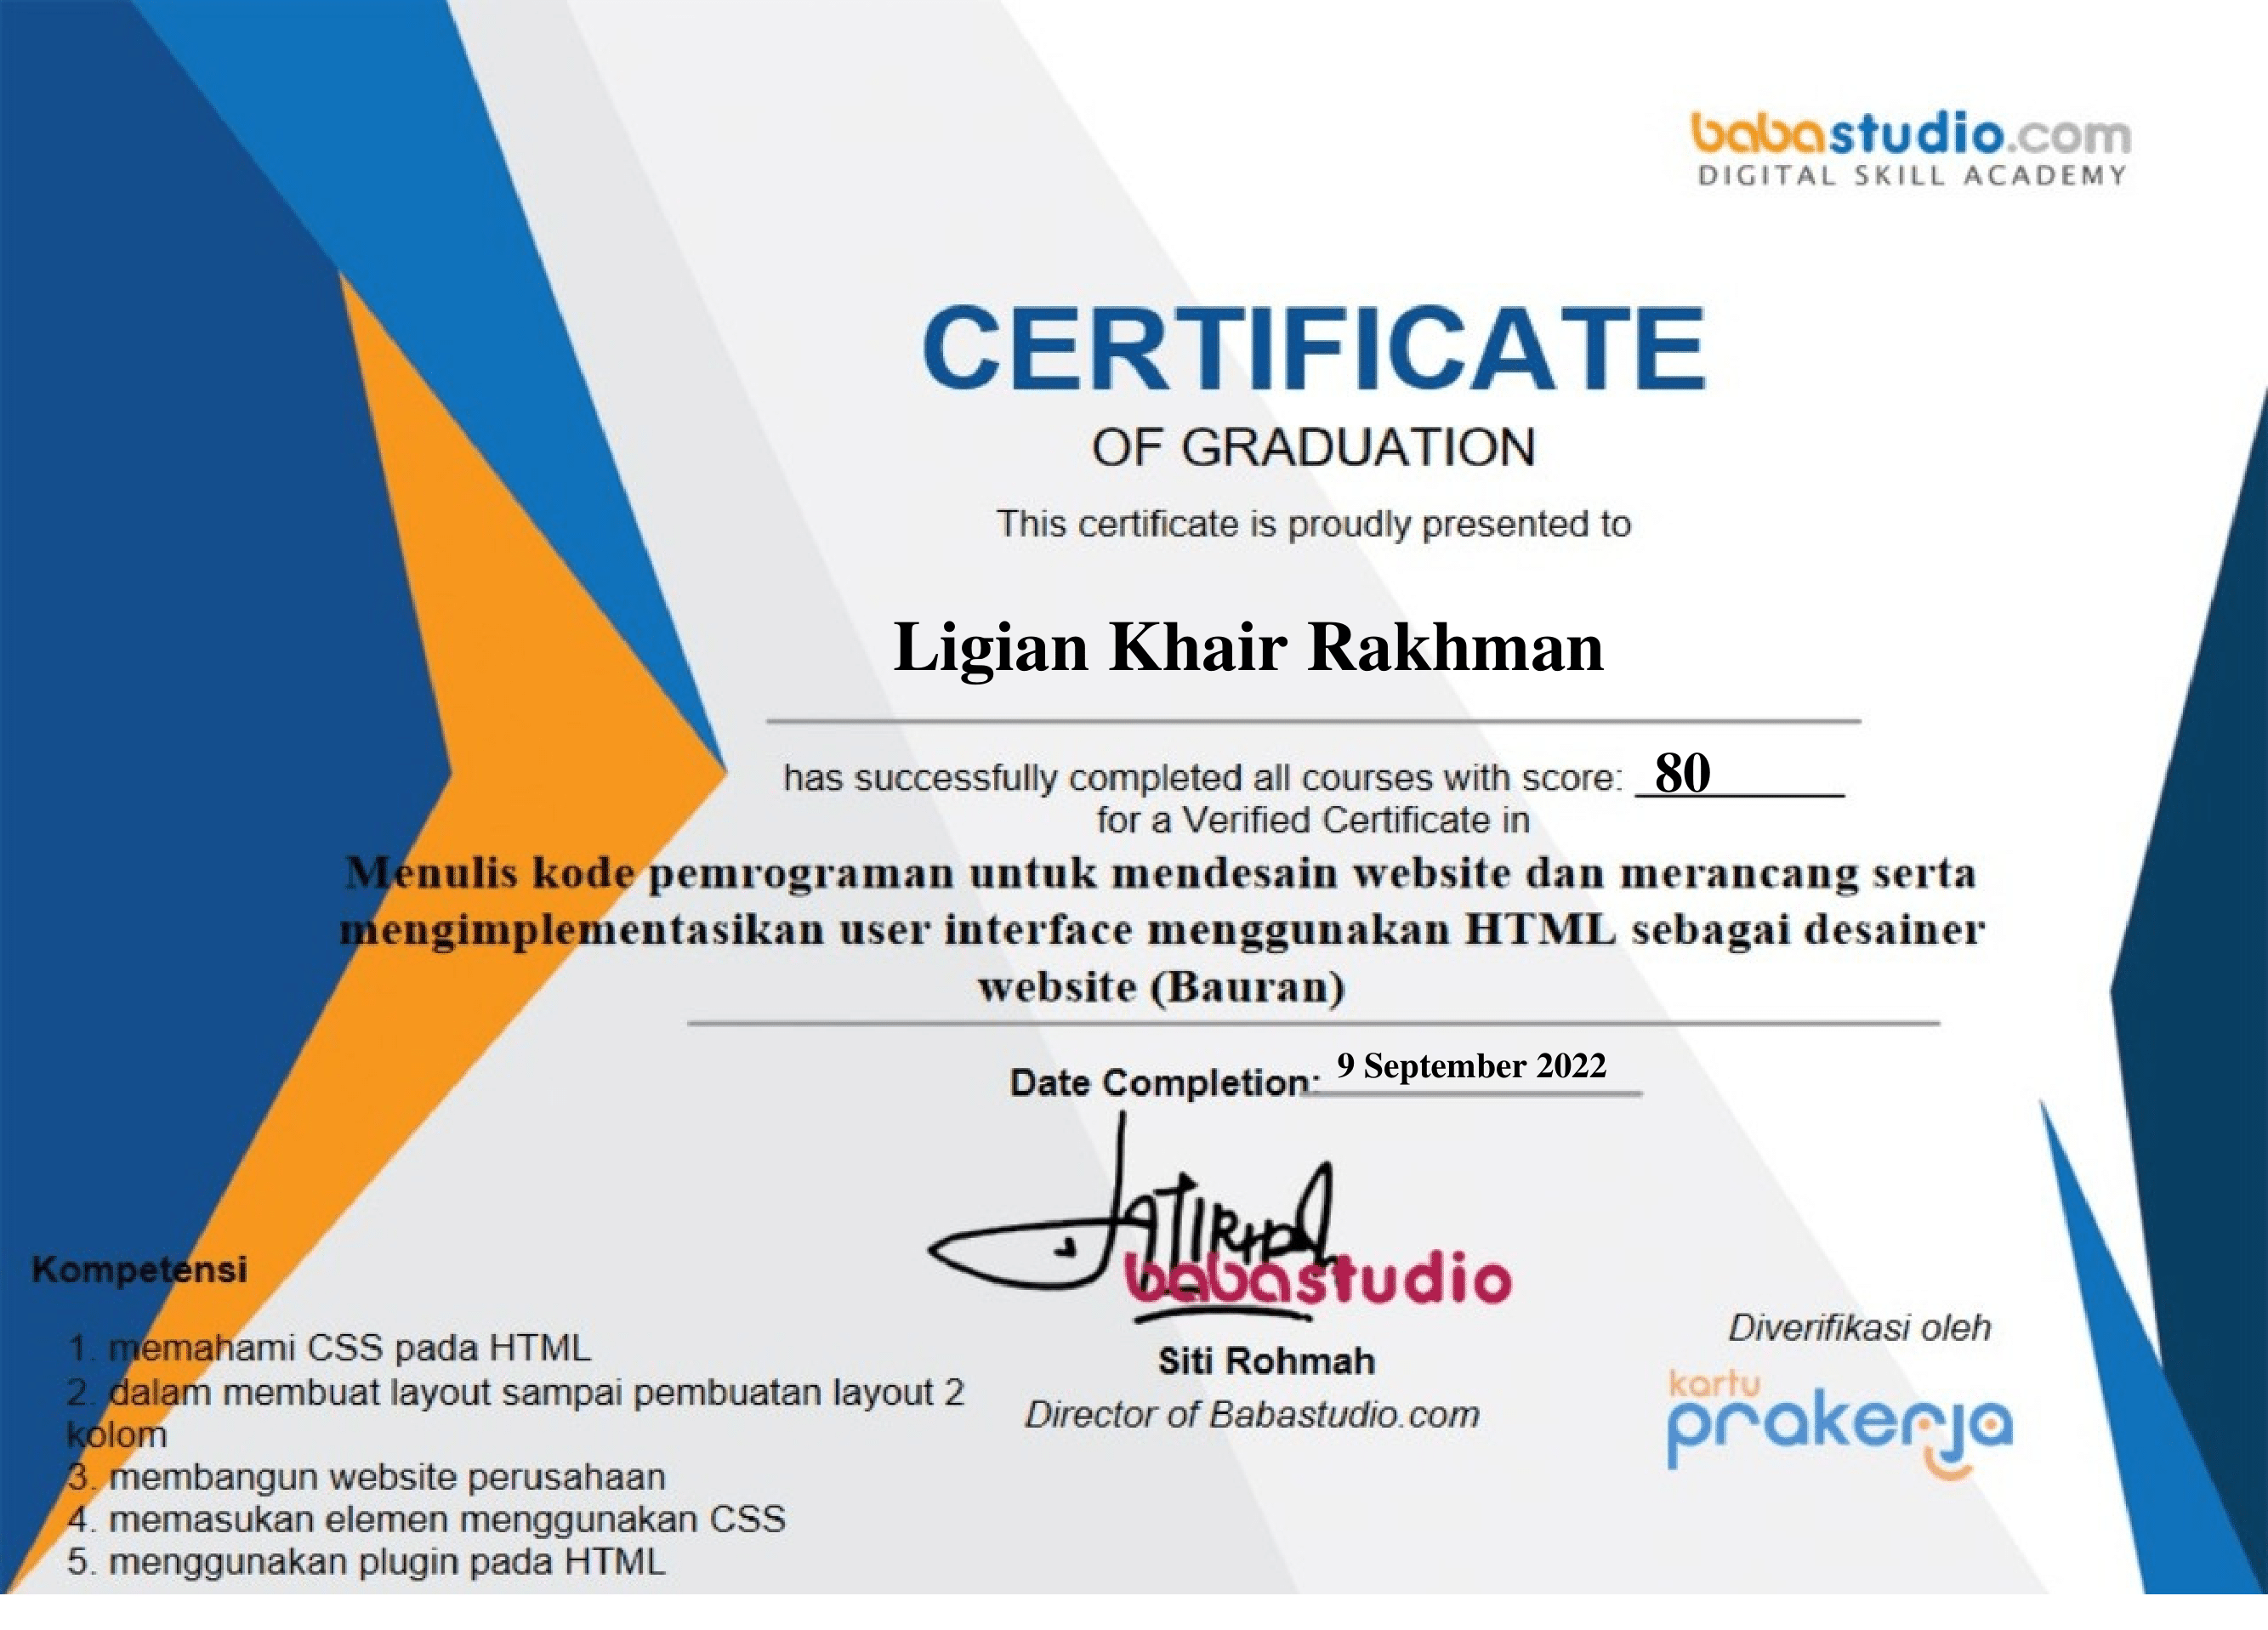 babastudio.com
DIGITAL SKILL ACADEMY
CERTIFICATE
OF GRADUATION
This certificate is proudly presented to
Ligian Khair Rakhman
has successfully completed all courses with score: 80
for a Verified Certificate in
Menulis kode pemrograman untuk mendesain website dan merancang serta
mengimplementasikan user interface menggunakan HTML sebagai desainer
website (Bauran)
Date Completion: 9 September 2022
babastudio
Siti Rohmah
Director of Babastudio.com
Kompetensi
1. memahami CSS pada HTML
2. dalam membuat layout sampai pembuatan layout 2
kolom
3. membangun website perusahaan
4. memasukan elemen menggunakan CSS
5. menggunakan plugin pada HTML
Diverifikasi oleh
kartu
prakerja